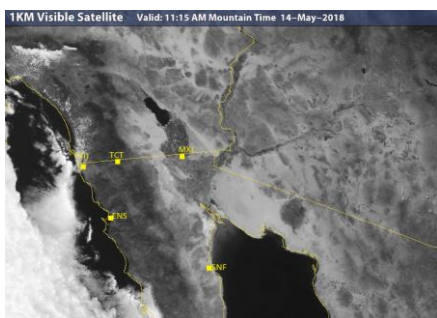 1KM Visible Satellite Valid: 11:15 AM Mountain Time 14-May-2018
TCT
MXL
ENS
SNF